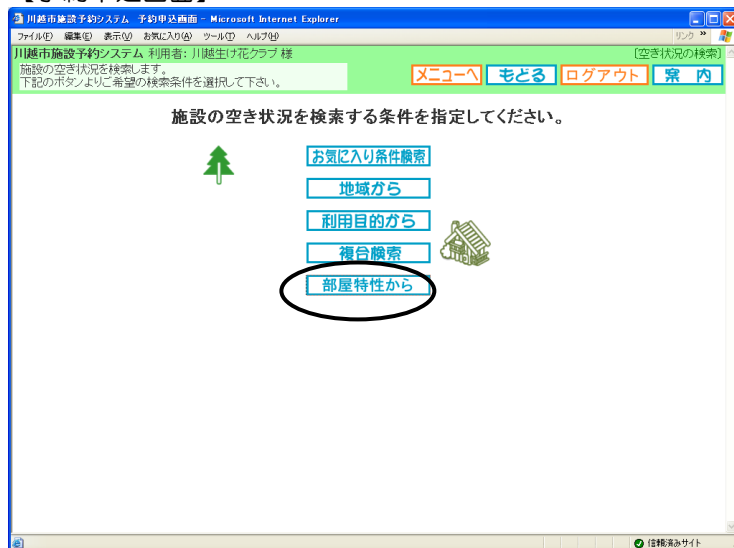 川越市施設予約システム 予約申込画面 - Microsoft Internet Explorer
ファイル(F) 編集(E) 表示(V) お気に入り(A) ツール(T) ヘルプ(H) リンク »
川越市施設予約システム 利用者: 川越生け花クラブ 様 [空き状況の検索]
施設の空き状況を検索します。
下記のボタンよりご希望の検索条件を選択して下さい。
メニューへ もどる ログアウト 案 内
施設の空き状況を検索する条件を指定してください。
お気に入り条件検索
地域から
利用目的から
複合検索
部屋特性から
信頼済みサイト